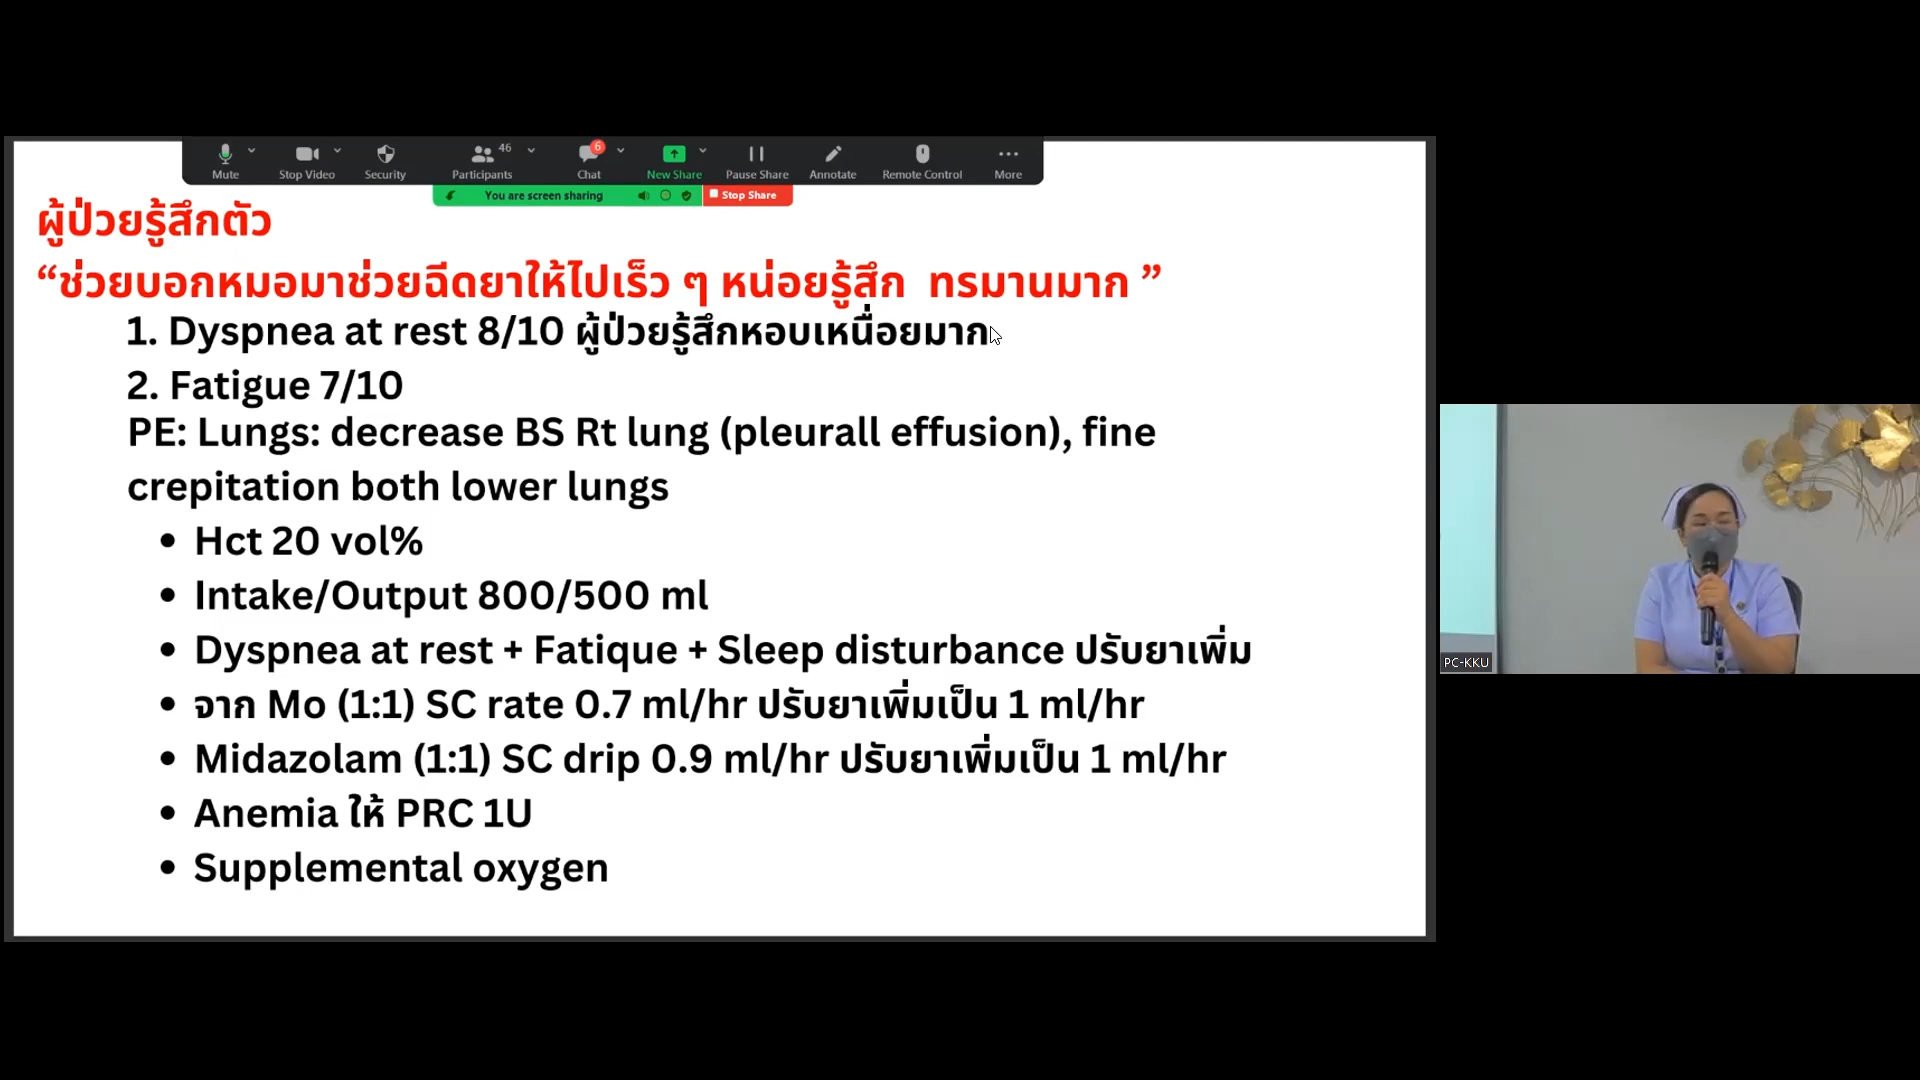 Mute
Stop Video
Security
Participants
46
Chat
6
New Share
Pause Share
Annotate
Remote Control
More
You are screen sharing
Stop Share
ผู้ป่วยรู้สึกตัว
“ช่วยบอกหมอมาช่วยฉีดยาให้ไปเร็ว ๆ หน่อยรู้สึก ทรมานมาก ”
1. Dyspnea at rest 8/10 ผู้ป่วยรู้สึกหอบเหนื่อยมาก
2. Fatigue 7/10
PE: Lungs: decrease BS Rt lung (pleurall effusion), fine
crepitation both lower lungs
• Hct 20 vol%
• Intake/Output 800/500 ml
• Dyspnea at rest + Fatique + Sleep disturbance ปรับยาเพิ่ม
• จาก Mo (1:1) SC rate 0.7 ml/hr ปรับยาเพิ่มเป็น 1 ml/hr
• Midazolam (1:1) SC drip 0.9 ml/hr ปรับยาเพิ่มเป็น 1 ml/hr
• Anemia ให้ PRC 1U
• Supplemental oxygen
PC-KKU